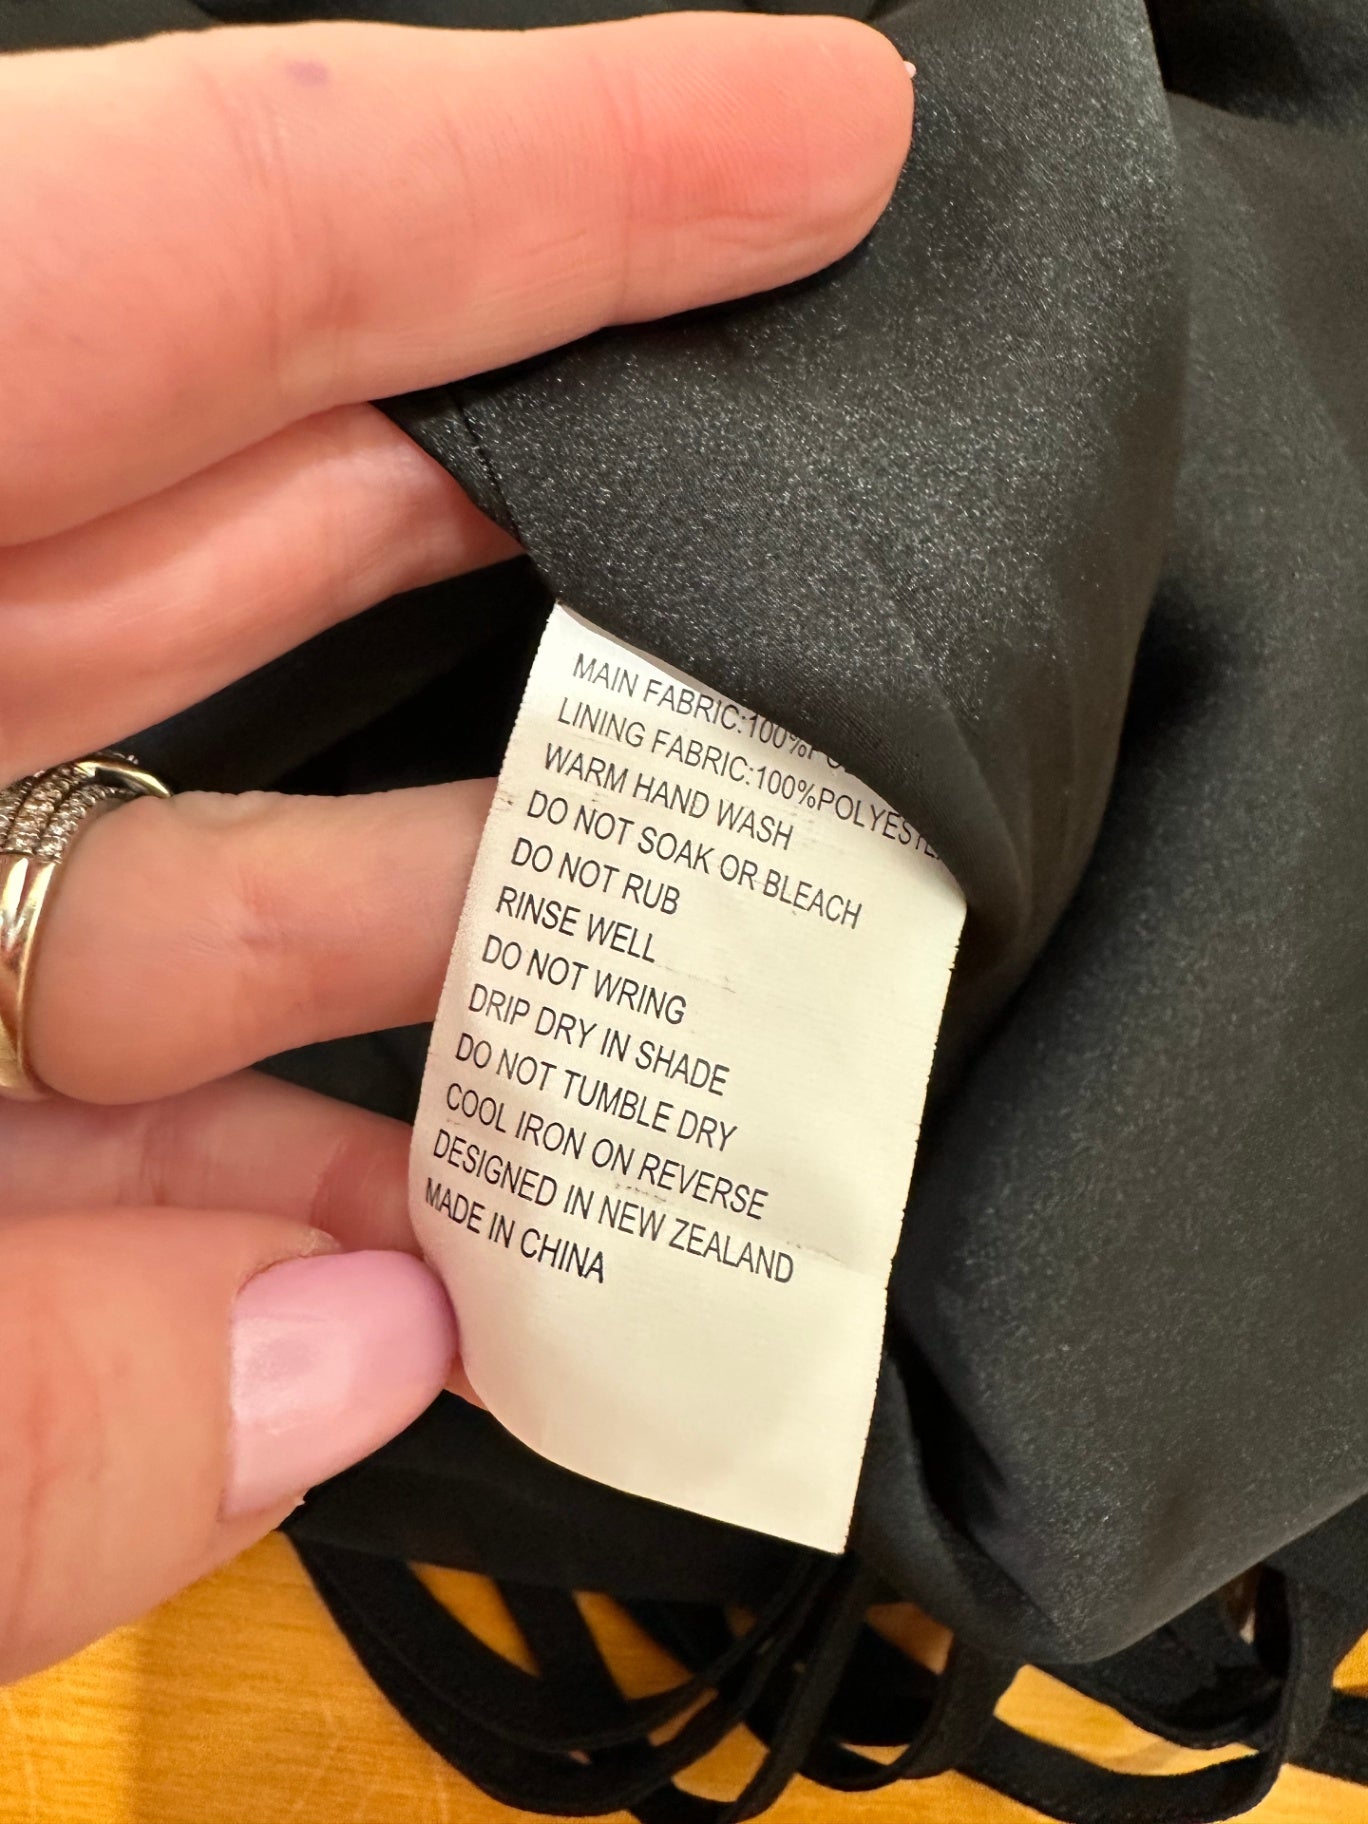 MAIN FABRIC:100%
LINING FABRIC:100%POLYESTE
WARM HAND WASH
DO NOT SOAK OR BLEACH
DO NOT RUB
RINSE WELL
DO NOT WRING
DRIP DRY IN SHADE
DO NOT TUMBLE DRY
COOL IRON ON REVERSE
DESIGNED IN NEW ZEALAND
MADE IN CHINA